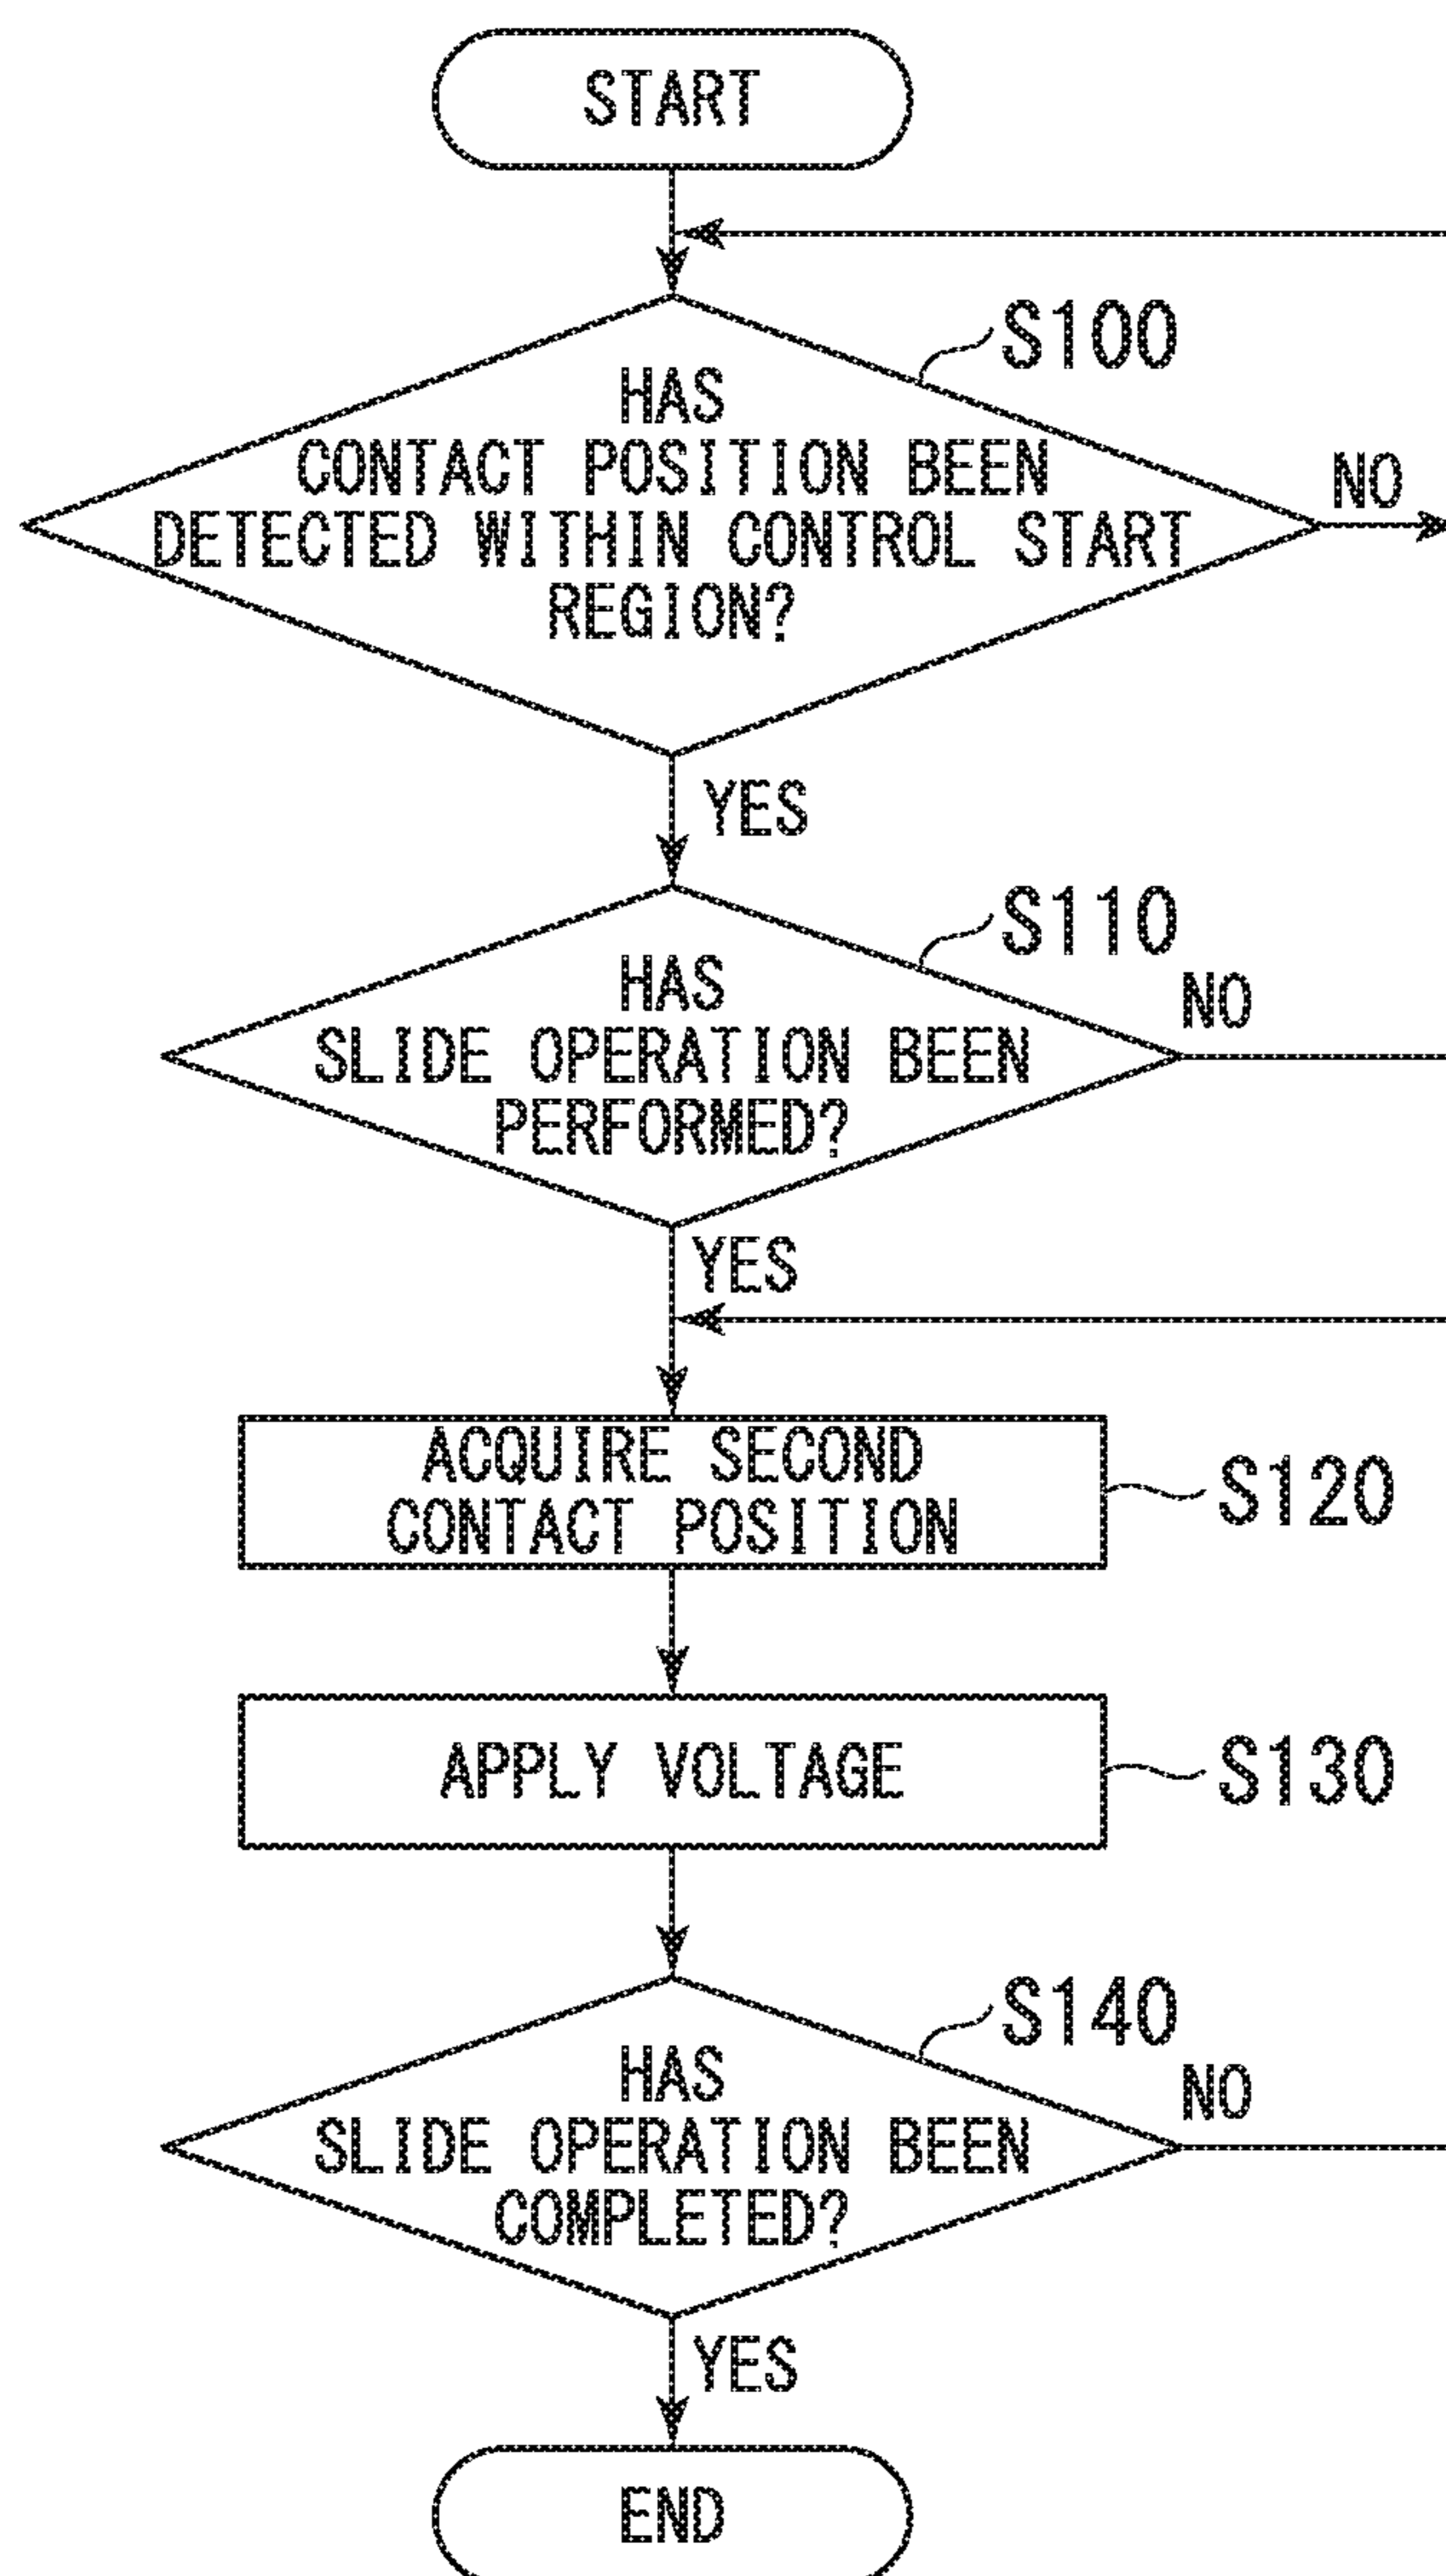 START
S100
HAS
CONTACT POSITION BEEN
DETECTED WITHIN CONTROL START
REGION?
NO
YES
S110
HAS
SLIDE OPERATION BEEN
PERFORMED?
NO
YES
ACQUIRE SECOND
CONTACT POSITION
S120
APPLY VOLTAGE
S130
S140
HAS
SLIDE OPERATION BEEN
COMPLETED?
NO
YES
END